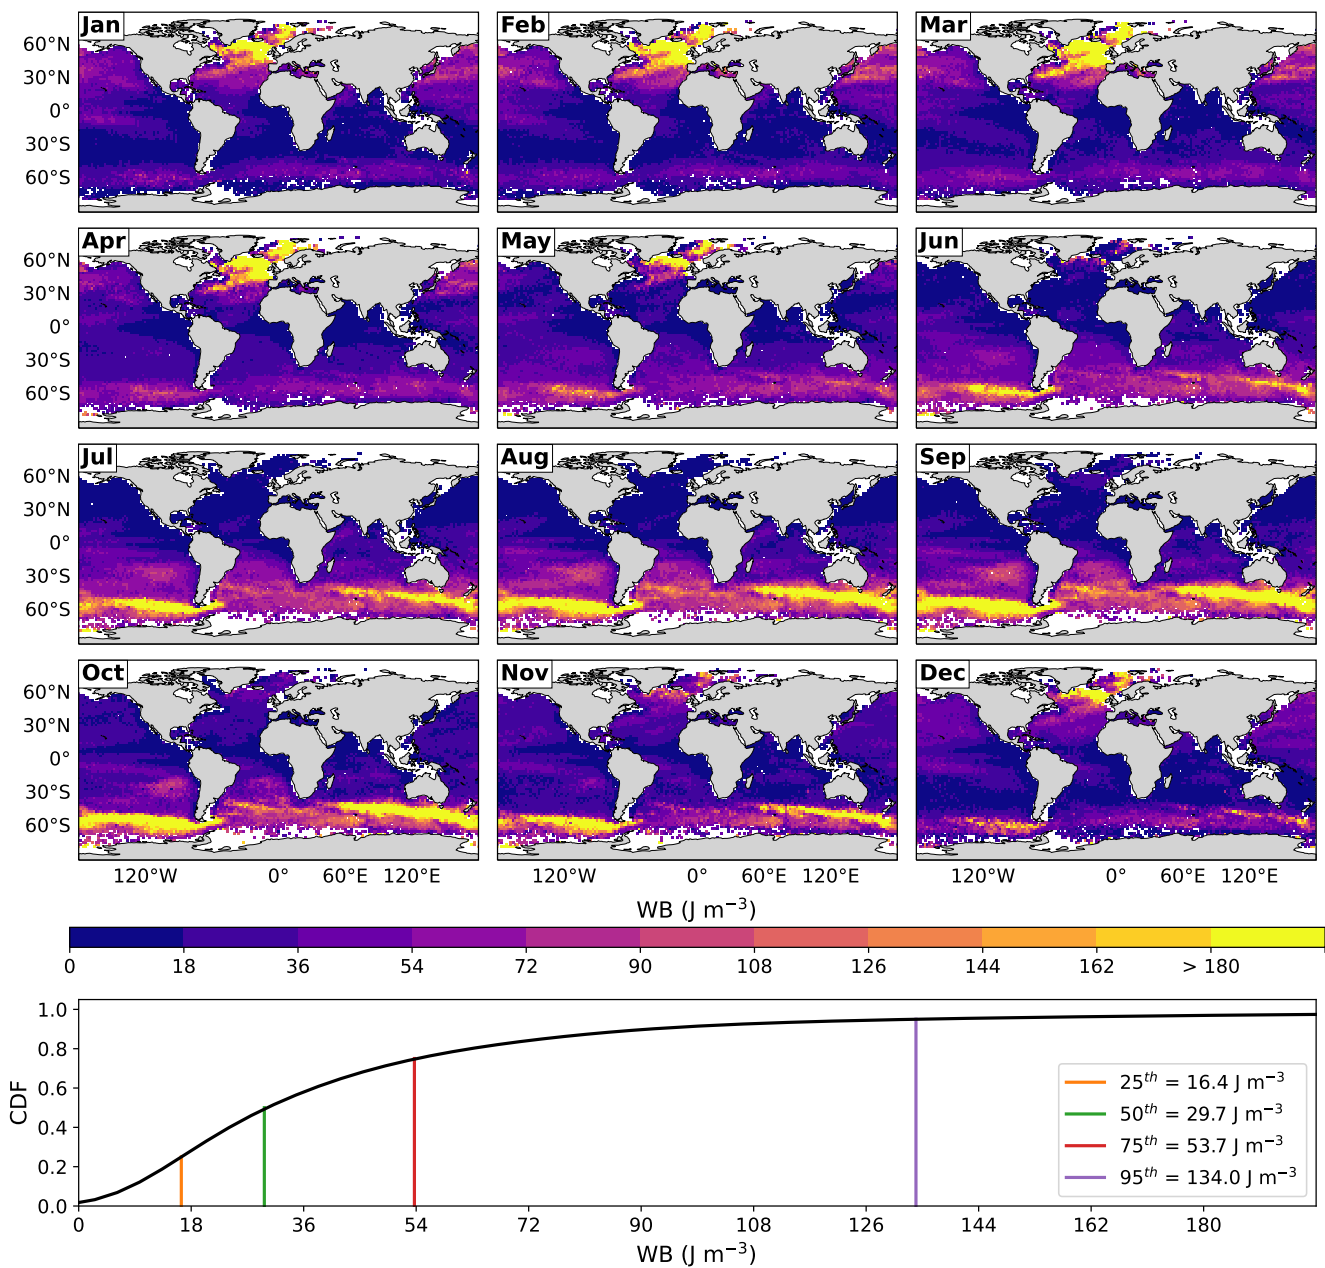 Jan Feb Mar
60°N
30°N
0°
30°S
60°S
Apr May Jun
60°N
30°N
0°
30°S
60°S
Jul Aug Sep
60°N
30°N
0°
30°S
60°S
Oct Nov Dec
60°N
30°N
0°
30°S
60°S
120°W 0° 60°E 120°E 120°W 0° 60°E 120°E 120°W 0° 60°E 120°E
WB (J m⁻³)
0 18 36 54 72 90 108 126 144 162 > 180
1.0
0.8
0.6
0.4
0.2
0.0
CDF
25ᵗʰ = 16.4 J m⁻³
50ᵗʰ = 29.7 J m⁻³
75ᵗʰ = 53.7 J m⁻³
95ᵗʰ = 134.0 J m⁻³
0 18 36 54 72 90 108 126 144 162 180
WB (J m⁻³)